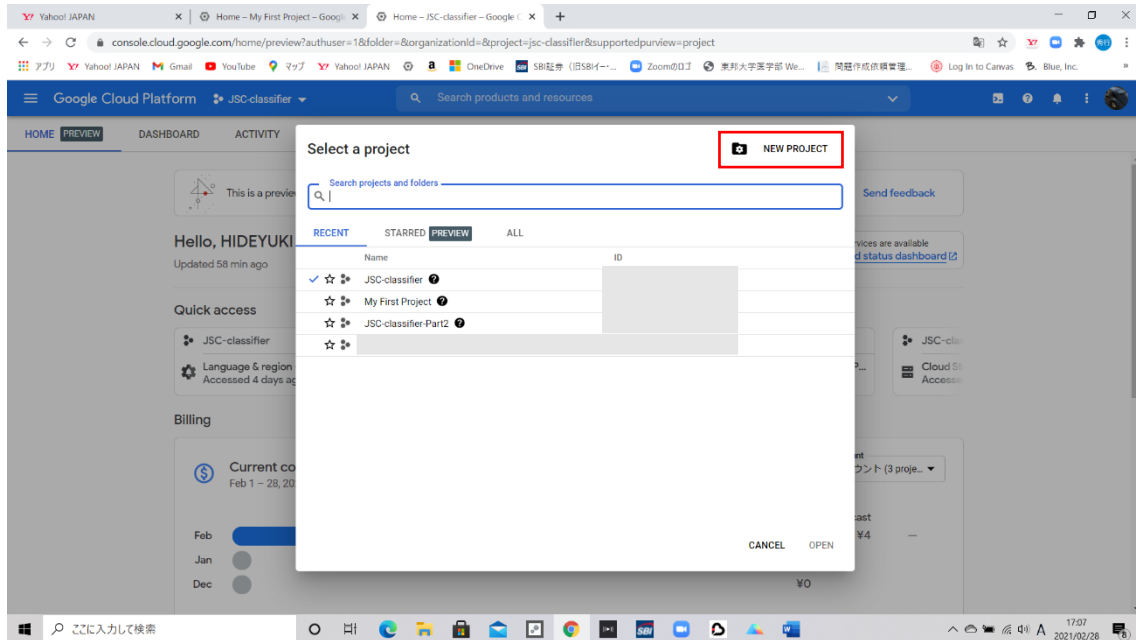 Yahoo! JAPAN
Home – My First Project – Googl
Home – JSC-classifier – Google C
console.cloud.google.com/home/preview?authuser=1&folder=&organizationId=&project=jsc-classifier&supportedpurview=project
アプリ Yahoo! JAPAN Gmail YouTube マップ Yahoo! JAPAN OneDrive SBI証券 (旧SBIイー・... Zoomのロゴ 東邦大学医学部 We... 問題作成依頼管理... Log In to Canvas Blue, Inc. »
Google Cloud Platform JSC-classifier Search products and resources
HOME PREVIEW DASHBOARD ACTIVITY
Select a project
NEW PROJECT
Search projects and folders
This is a previe
Send feedback
RECENT STARRED PREVIEW ALL
Hello, HIDEYUKI
Updated 58 min ago
rvices are available
d status dashboard
Name ID
JSC-classifier
My First Project
JSC-classifier-Part2
Quick access
JSC-classifier
Language & region
Accessed 4 days ag
P...
JSC-clas
Cloud St
Accesse
Billing
Current co
Feb 1 – 28, 20
nt
ウント (3 proje...
Feb
Jan
Dec
cast
¥4 —
¥0
CANCEL OPEN
ここに入力して検索
SBI
A
17:07
2021/02/28
8